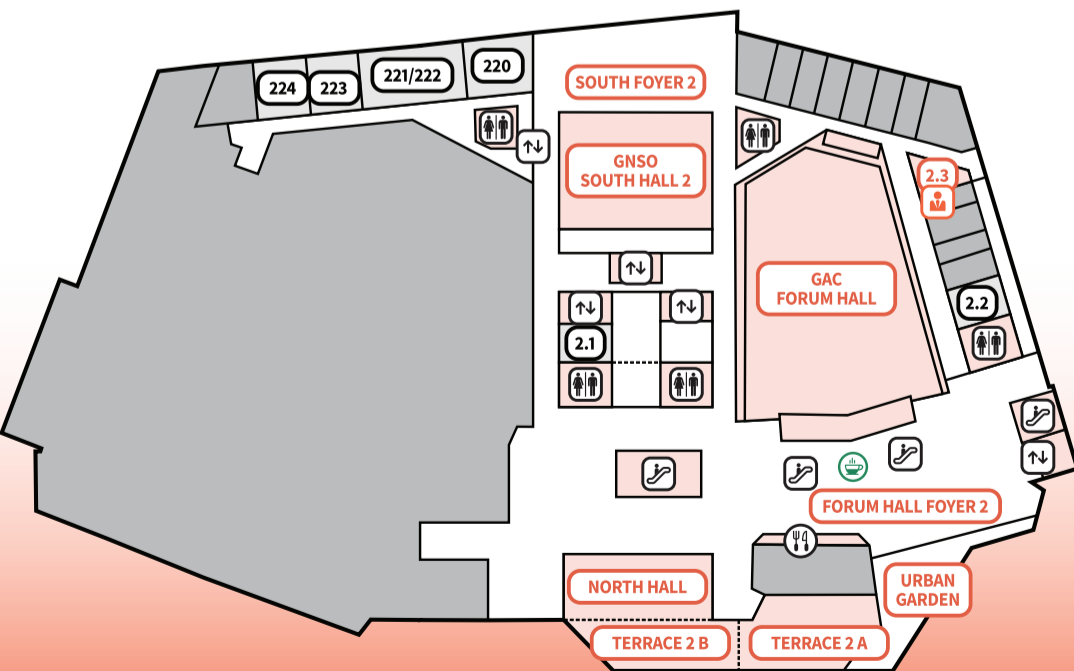 220
221/222
223
224
SOUTH FOYER 2
GNSO
SOUTH HALL 2
2.3
GAC
FORUM HALL
2.2
2.1
FORUM HALL FOYER 2
NORTH HALL
URBAN
GARDEN
TERRACE 2 B
TERRACE 2 A